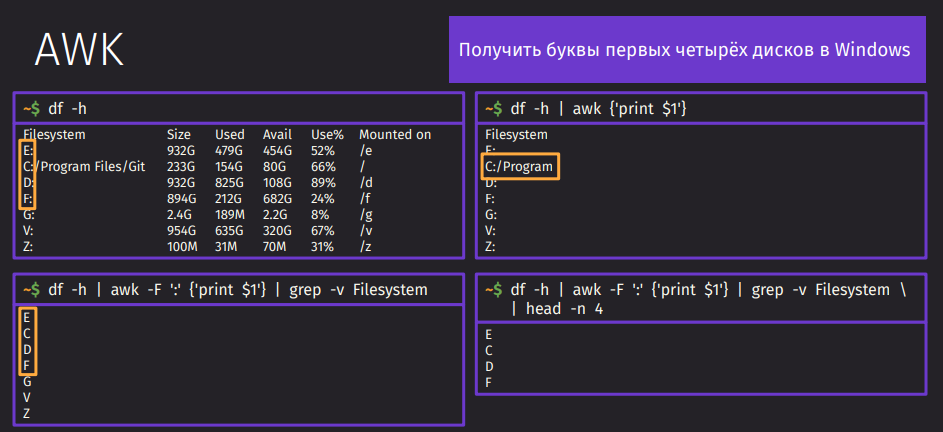 AWK
Получить буквы первых четырёх дисков в Windows
~$ df -h
Filesystem Size Used Avail Use% Mounted on
E: 932G 479G 454G 52% /e
C:/Program Files/Git 233G 154G 80G 66% /
D: 932G 825G 108G 89% /d
F: 894G 212G 682G 24% /f
G: 2.4G 189M 2.2G 8% /g
V: 954G 635G 320G 67% /v
Z: 100M 31M 70M 31% /z
~$ df -h | awk {'print $1'}
Filesystem
E:
C:/Program
D:
F:
G:
V:
Z:
~$ df -h | awk -F ':' {'print $1'} | grep -v Filesystem
E
C
D
F
G
V
Z
~$ df -h | awk -F ':' {'print $1'} | grep -v Filesystem \
| head -n 4
E
C
D
F